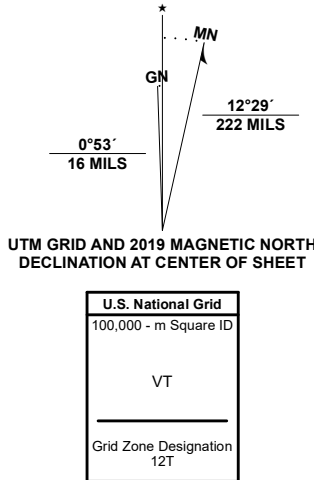 ★
MN
GN
12°29´
222 MILS
0°53´
16 MILS
UTM GRID AND 2019 MAGNETIC NORTH
DECLINATION AT CENTER OF SHEET
U.S. National Grid
100,000 - m Square ID
VT
Grid Zone Designation
12T